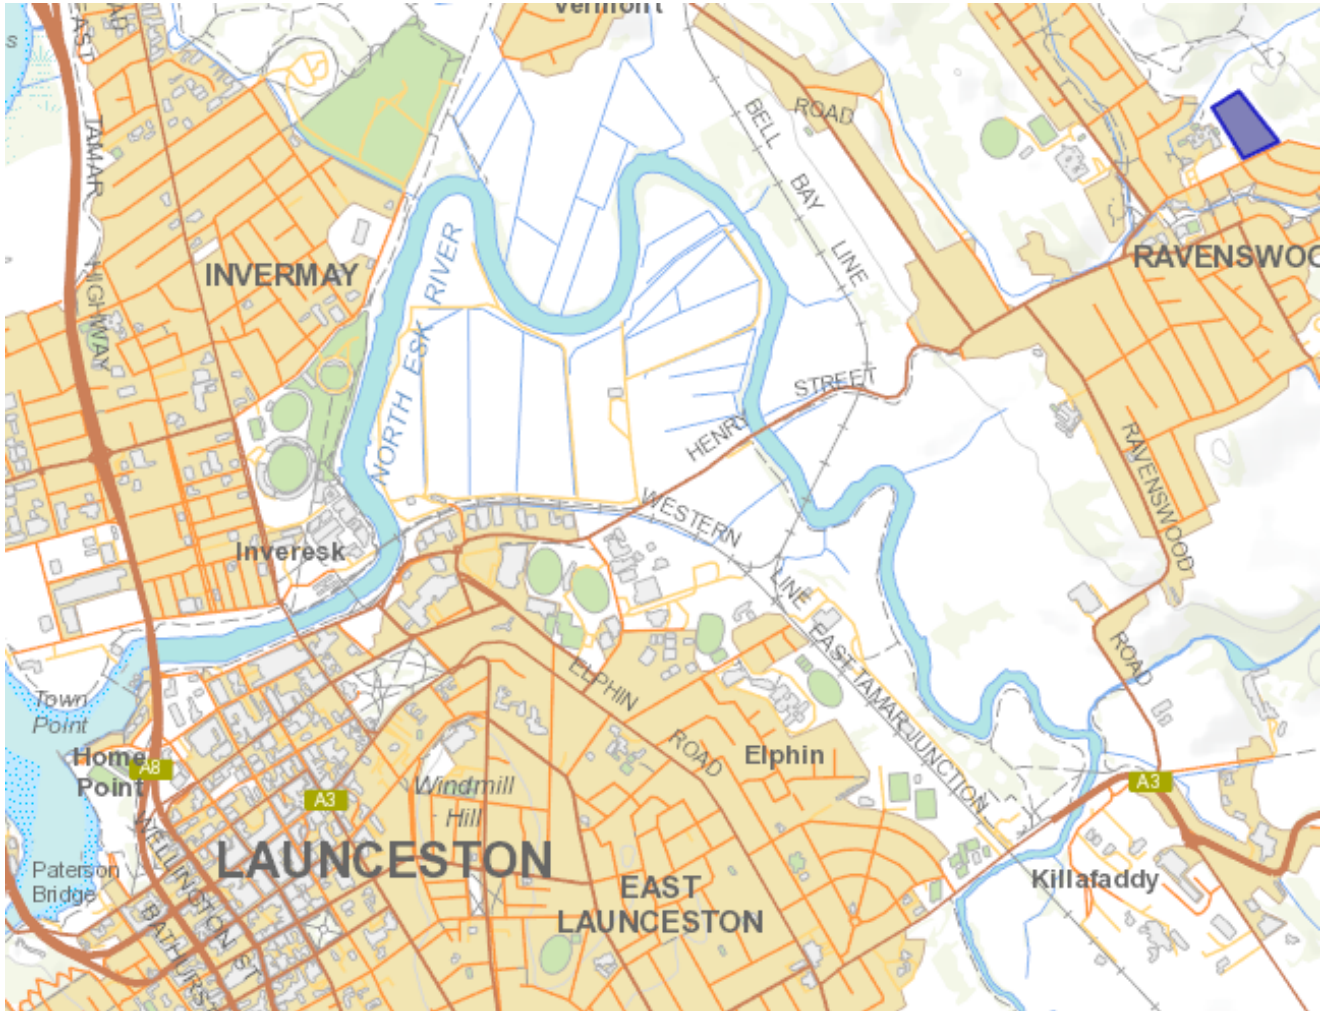 Vermont
EAST
ROAD
TAMAR
HIGHWAY
ROAD
BELL
BAY
LINE
RAVENSWOO
INVERMAY
NORTH ESK RIVER
HENRY
STREET
RAVENSWOOD
ROAD
WESTERN
LINE
EAST TAMAR JUNCTION
Inveresk
ELPHIN
ROAD
Town
Point
Home
Point
A8
A3
Elphin
A3
Windmill
Hill
LAUNCESTON
WELLINGTON ST
BATHURST
Paterson
Bridge
EAST
LAUNCESTON
Killafaddy